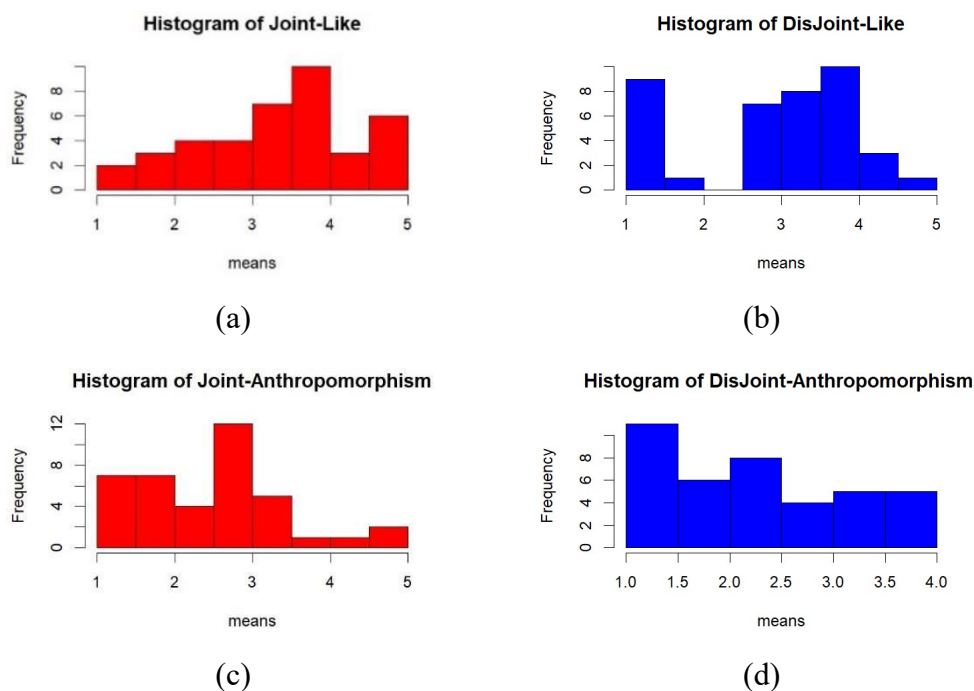 Histogram of Joint-Like
Frequency
0 2 4 6 8
1 2 3 4 5
means
(a)
Histogram of DisJoint-Like
Frequency
0 2 4 6 8
1 2 3 4 5
means
(b)
Histogram of Joint-Anthropomorphism
Frequency
0 4 8 12
1 2 3 4 5
means
(c)
Histogram of DisJoint-Anthropomorphism
Frequency
0 2 4 6 8
1.0 1.5 2.0 2.5 3.0 3.5 4.0
means
(d)